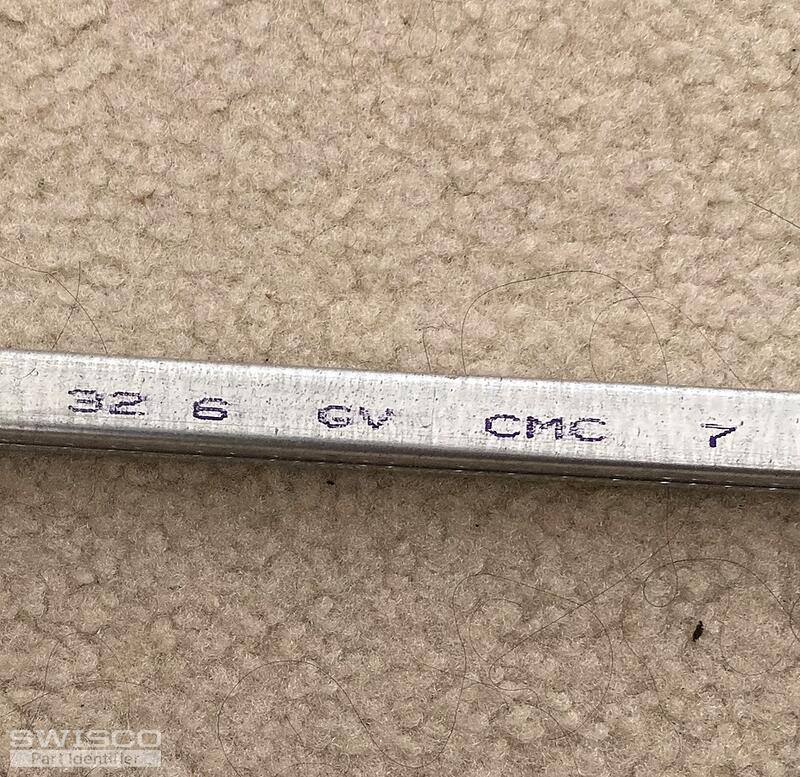 32 6 GV CMC 7
SWISCO
Part Identifier